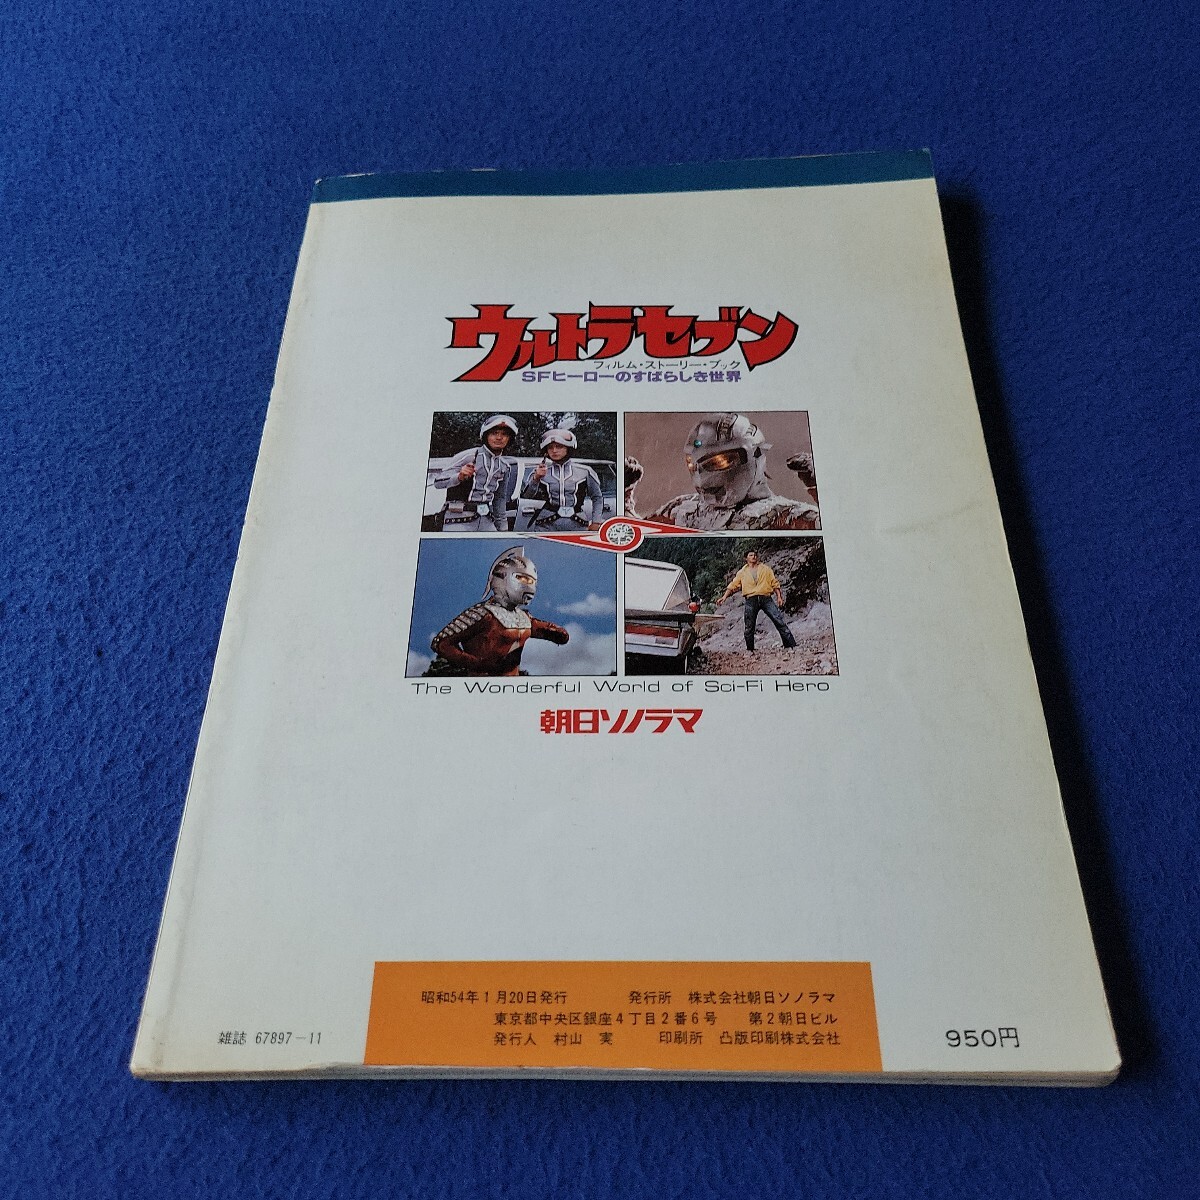 ウルトラセブン
フィルム・ストーリー・ブック
SFヒーローのすばらしき世界
The Wonderful World of Sci-Fi Hero
朝日ソノラマ
昭和54年1月20日発行 発行所 株式会社朝日ソノラマ
東京都中央区銀座4丁目2番6号 第2朝日ビル
発行人 村山 実 印刷所 凸版印刷株式会社
雑誌 67897-11
950円